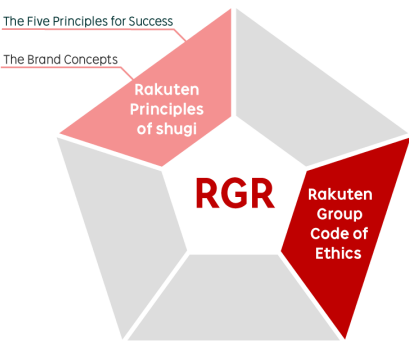 The Five Principles for Success
The Brand Concepts
Rakuten
Principles
of shugi
RGR
Rakuten
Group
Code of
Ethics